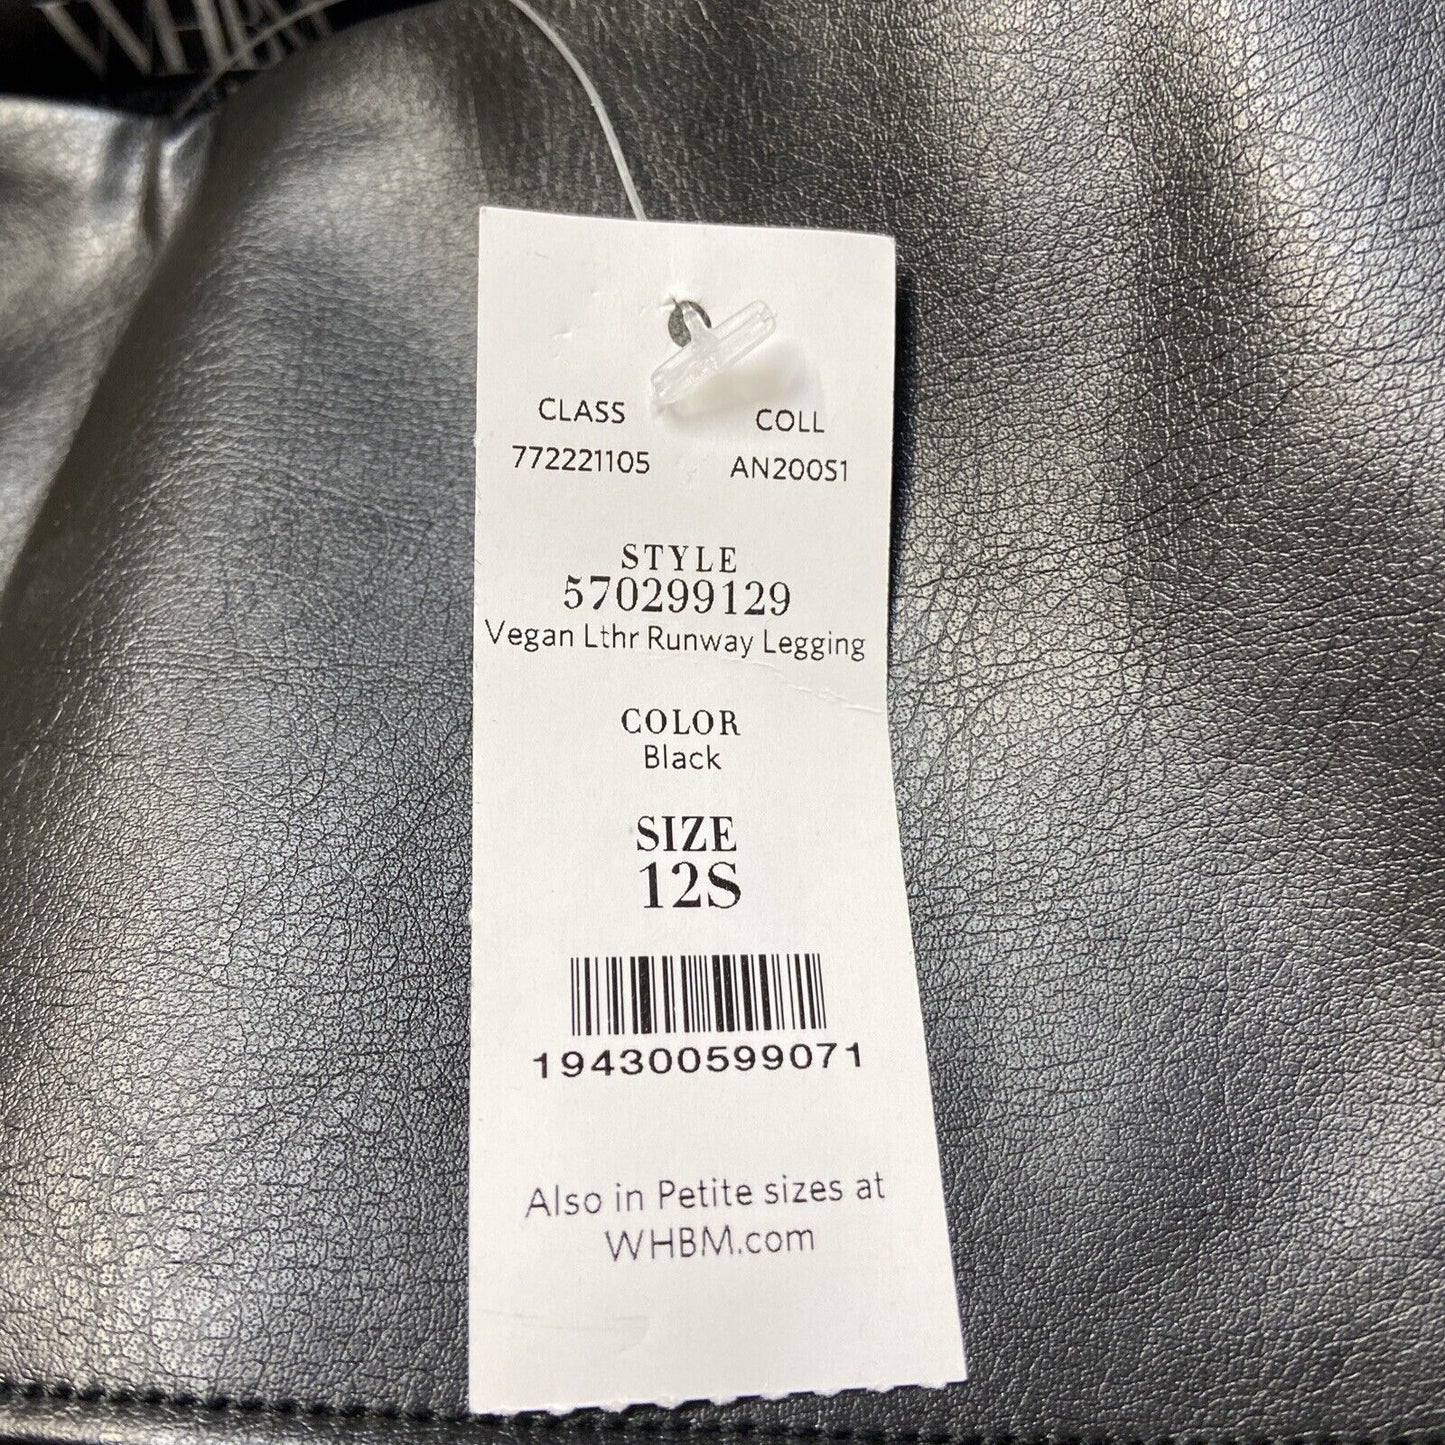 WHBM
CLASS COLL
772221105 AN200S1
STYLE
570299129
Vegan Lthr Runway Legging
COLOR
Black
SIZE
12S
194300599071
Also in Petite sizes at
WHBM.com